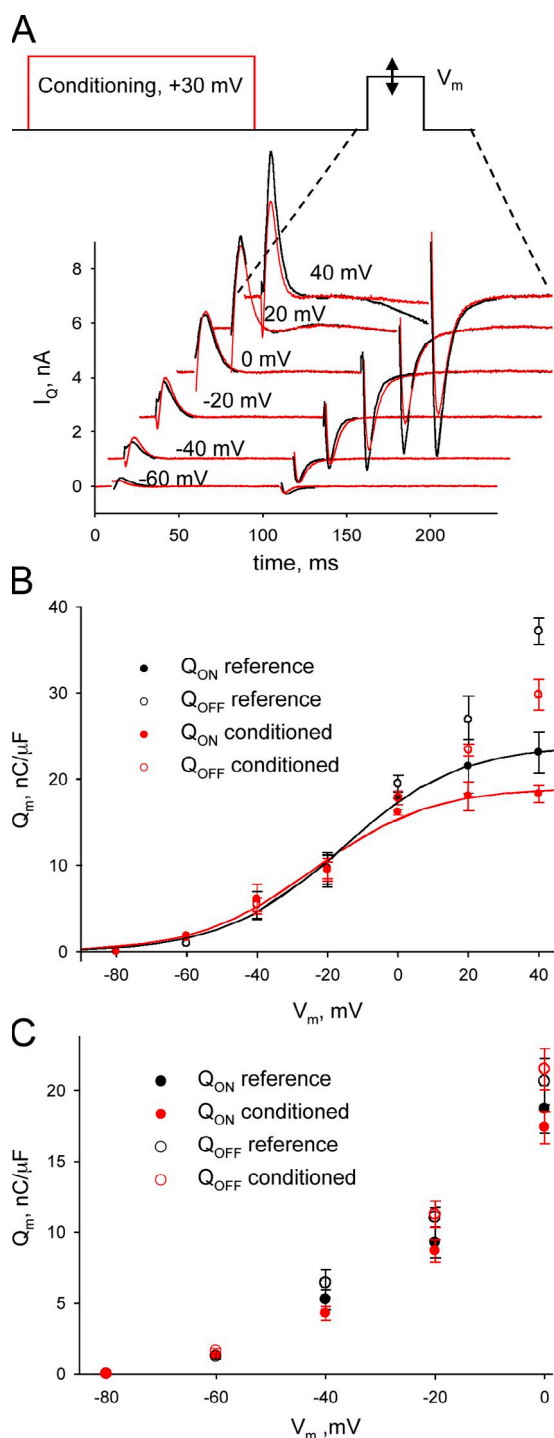 A
Conditioning, +30 mV
V_m
40 mV
20 mV
0 mV
-20 mV
-40 mV
-60 mV
I_Q, nA
8
6
4
2
0
0 50 100 150 200
time, ms
B
Q_m, nC/μF
40
30
20
10
0
Q_ON reference
Q_OFF reference
Q_ON conditioned
Q_OFF conditioned
-80 -60 -40 -20 0 20 40
V_m, mV
C
Q_m, nC/μF
20
15
10
5
0
Q_ON reference
Q_ON conditioned
Q_OFF reference
Q_OFF conditioned
-80 -60 -40 -20 0
V_m ,mV